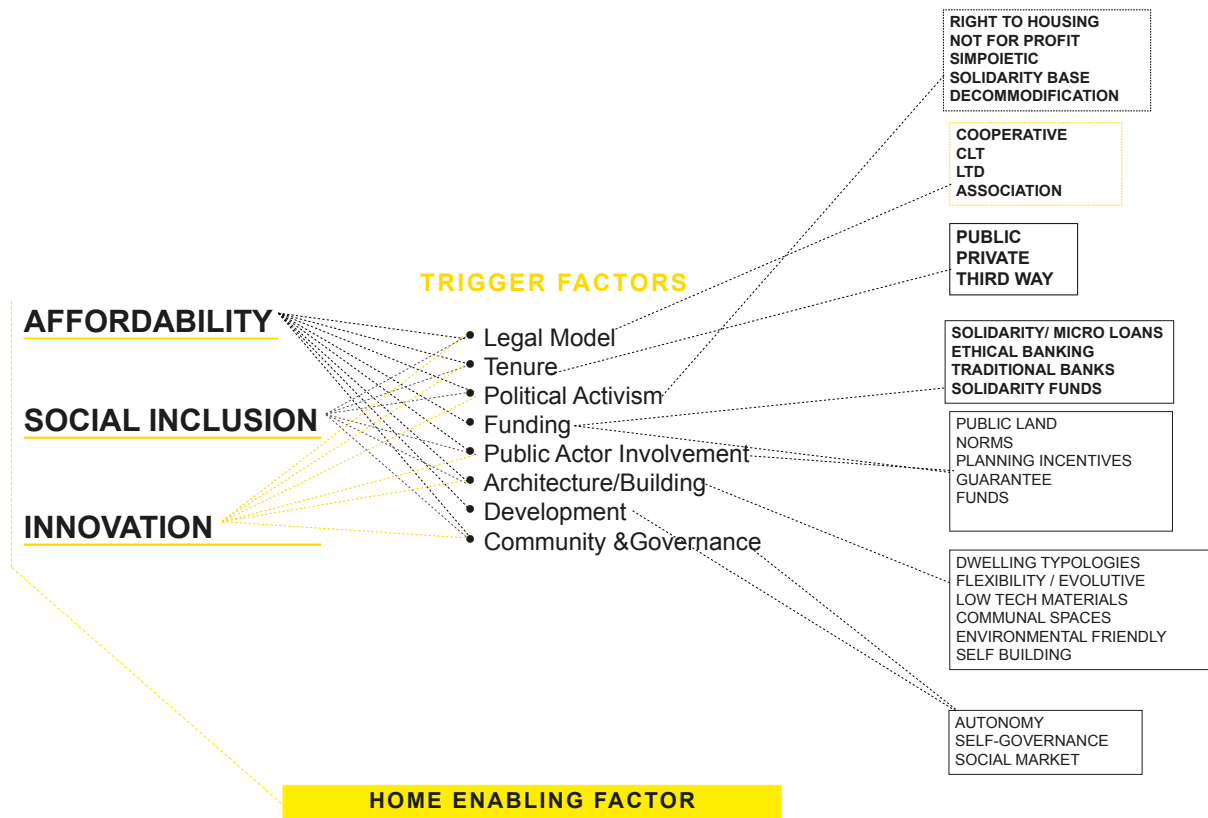 AFFORDABILITY
SOCIAL INCLUSION
INNOVATION
TRIGGER FACTORS
Legal Model
Tenure
Political Activism
Funding
Public Actor Involvement
Architecture/Building
Development
Community &Governance
RIGHT TO HOUSING
NOT FOR PROFIT
SIMPOIETIC
SOLIDARITY BASE
DECOMMODIFICATION
COOPERATIVE
CLT
LTD
ASSOCIATION
PUBLIC
PRIVATE
THIRD WAY
SOLIDARITY/ MICRO LOANS
ETHICAL BANKING
TRADITIONAL BANKS
SOLIDARITY FUNDS
PUBLIC LAND
NORMS
PLANNING INCENTIVES
GUARANTEE
FUNDS
DWELLING TYPOLOGIES
FLEXIBILITY / EVOLUTIVE
LOW TECH MATERIALS
COMMUNAL SPACES
ENVIRONMENTAL FRIENDLY
SELF BUILDING
AUTONOMY
SELF-GOVERNANCE
SOCIAL MARKET
HOME ENABLING FACTOR